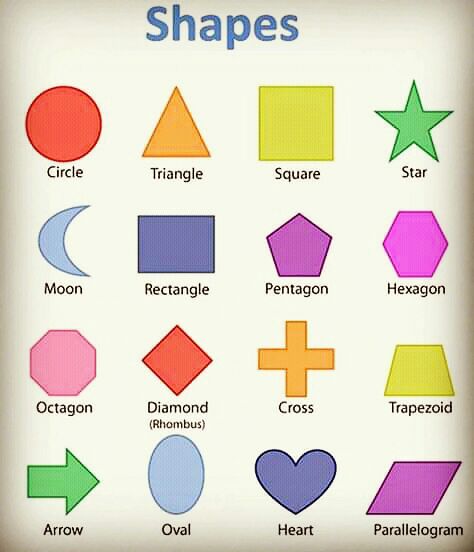 Shapes
Circle
Triangle
Square
Star
Moon
Rectangle
Pentagon
Hexagon
Octagon
Diamond
(Rhombus)
Cross
Trapezoid
Arrow
Oval
Heart
Parallelogram